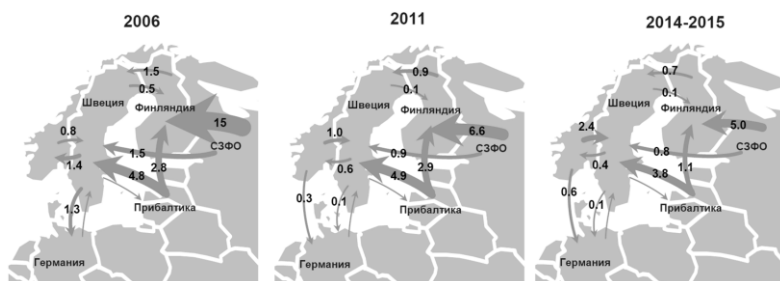 2006
1.5
0.5
Швеция
Финляндия
15
0.8
СЗФО
1.5
1.4
2.8
4.8
1.3
Прибалтика
Германия
2011
0.9
0.1
Швеция
Финляндия
6.6
1.0
СЗФО
0.9
0.6
2.9
4.9
0.3
0.1
Прибалтика
Германия
2014-2015
0.7
0.1
Швеция
Финляндия
5.0
2.4
СЗФО
0.8
0.4
1.1
3.8
0.6
0.1
Прибалтика
Германия